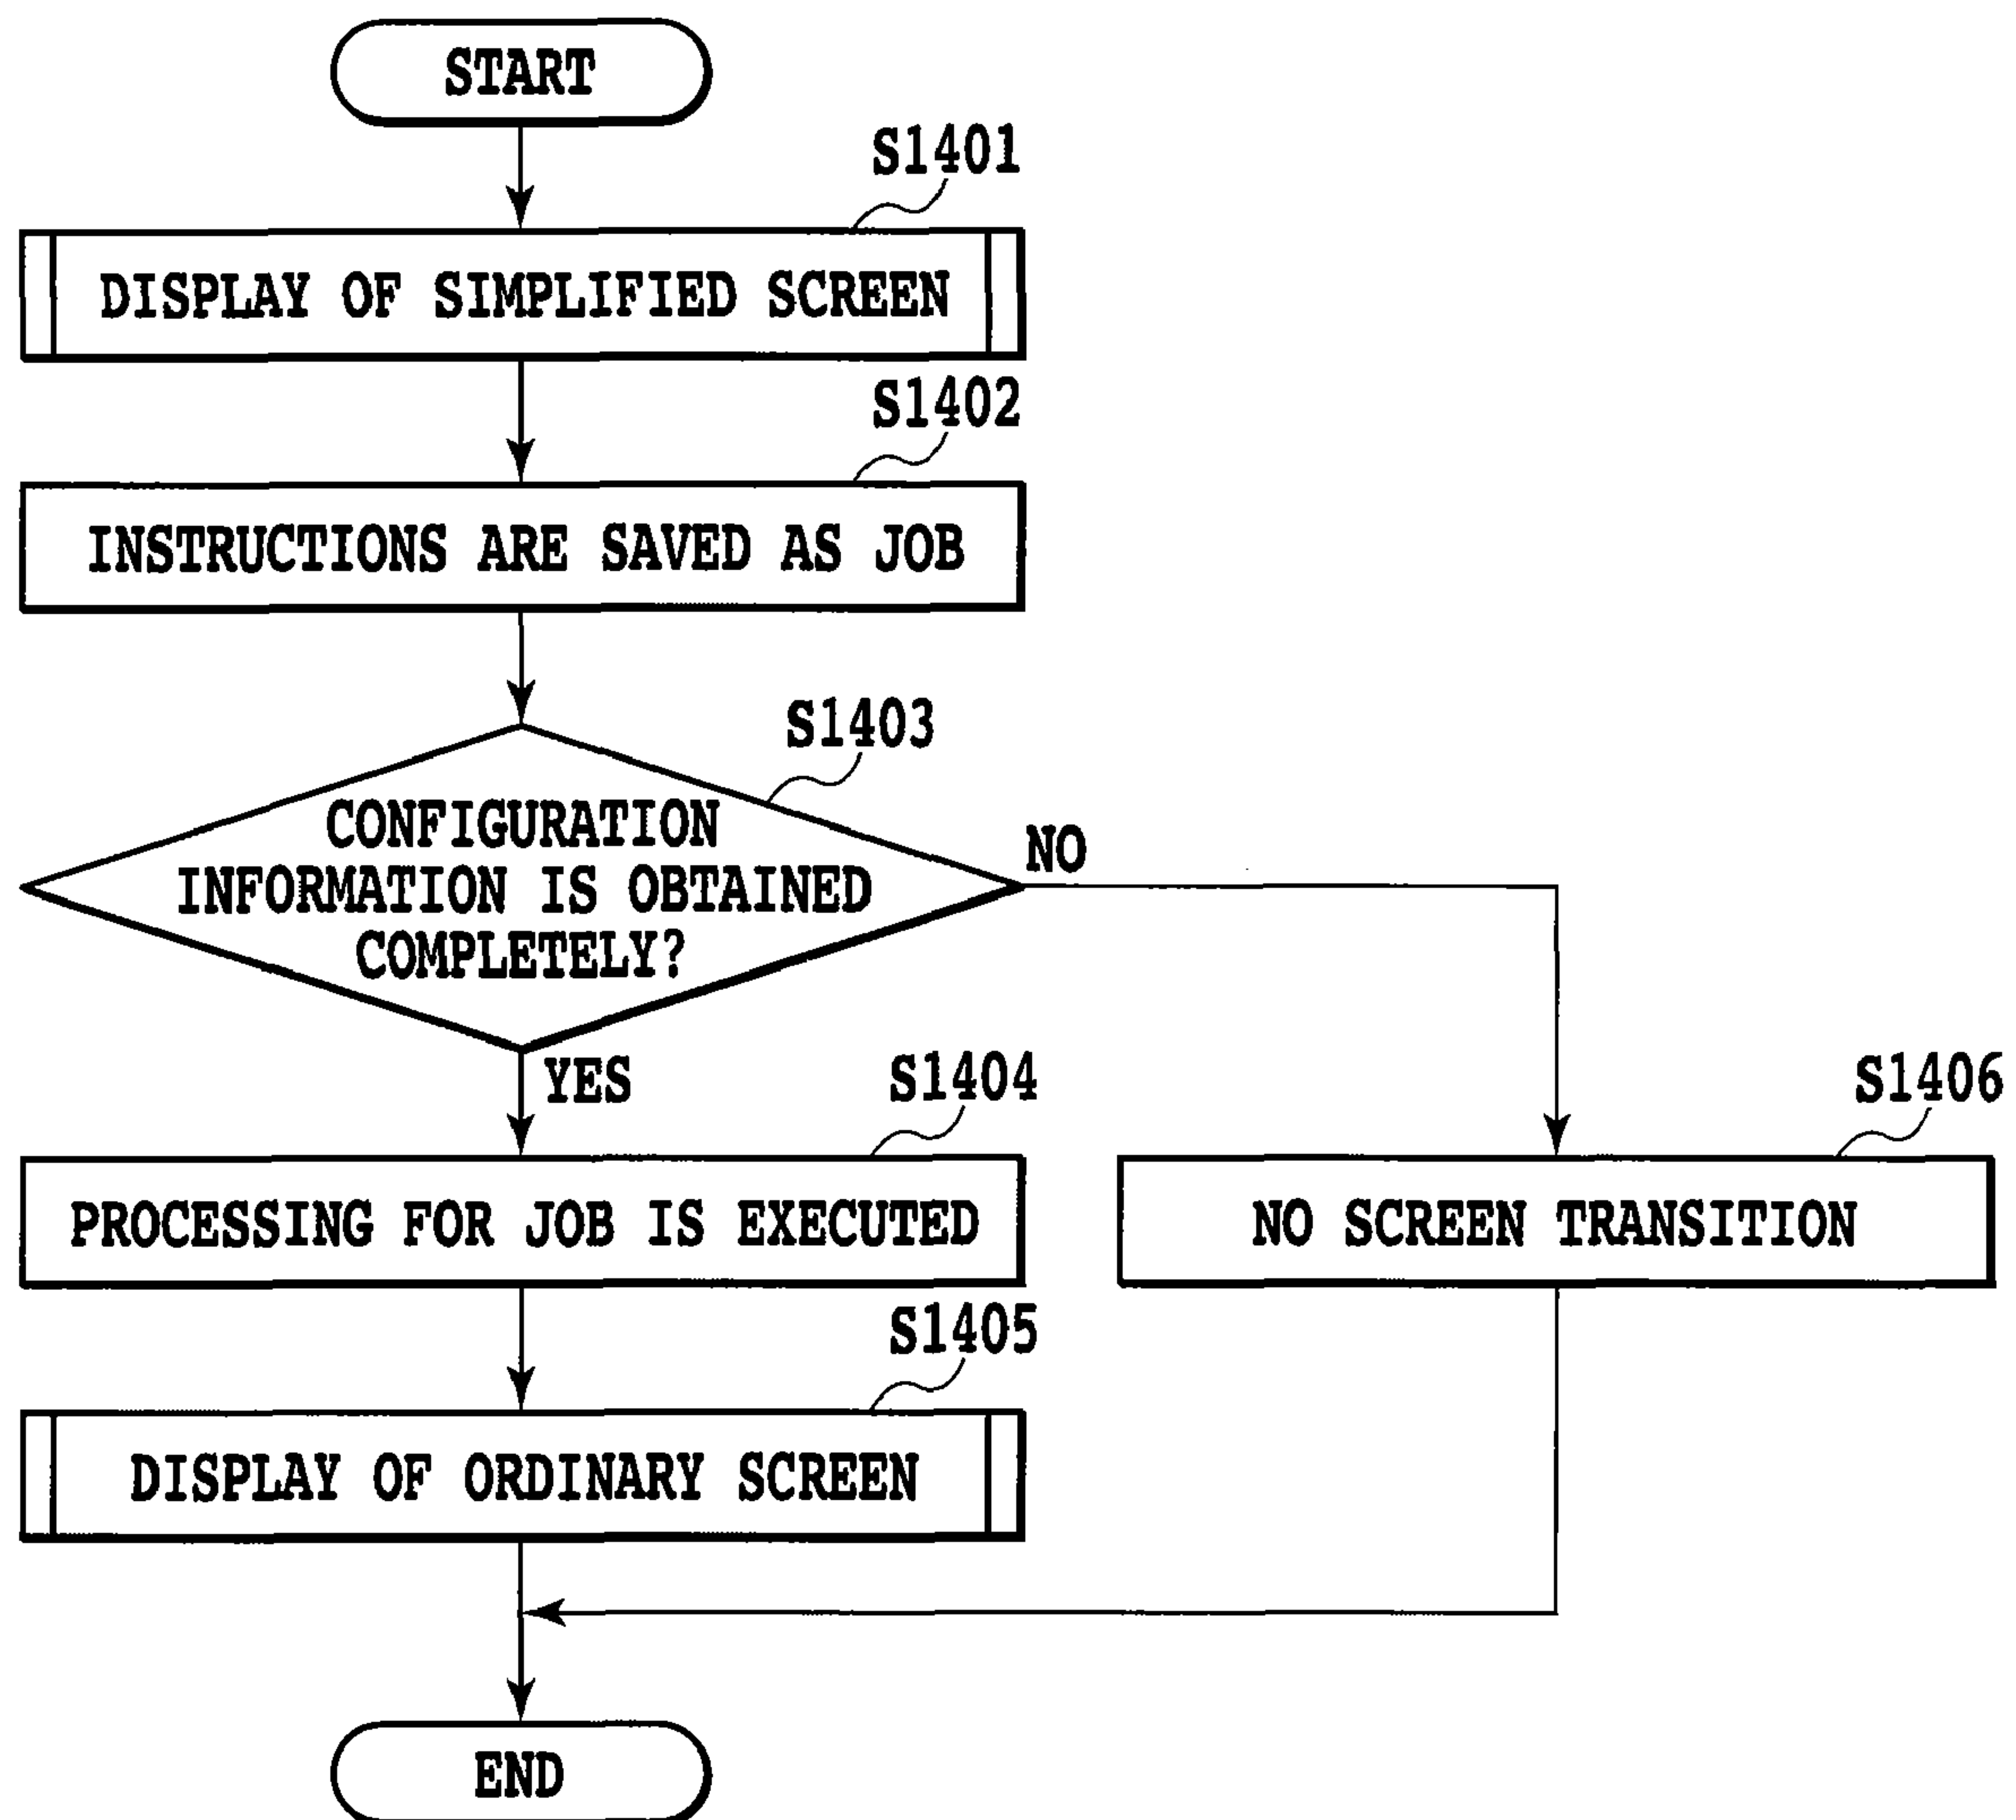 START
S1401
DISPLAY OF SIMPLIFIED SCREEN
S1402
INSTRUCTIONS ARE SAVED AS JOB
S1403
CONFIGURATION
INFORMATION IS OBTAINED
COMPLETELY?
NO
YES
S1404
PROCESSING FOR JOB IS EXECUTED
S1406
NO SCREEN TRANSITION
S1405
DISPLAY OF ORDINARY SCREEN
END